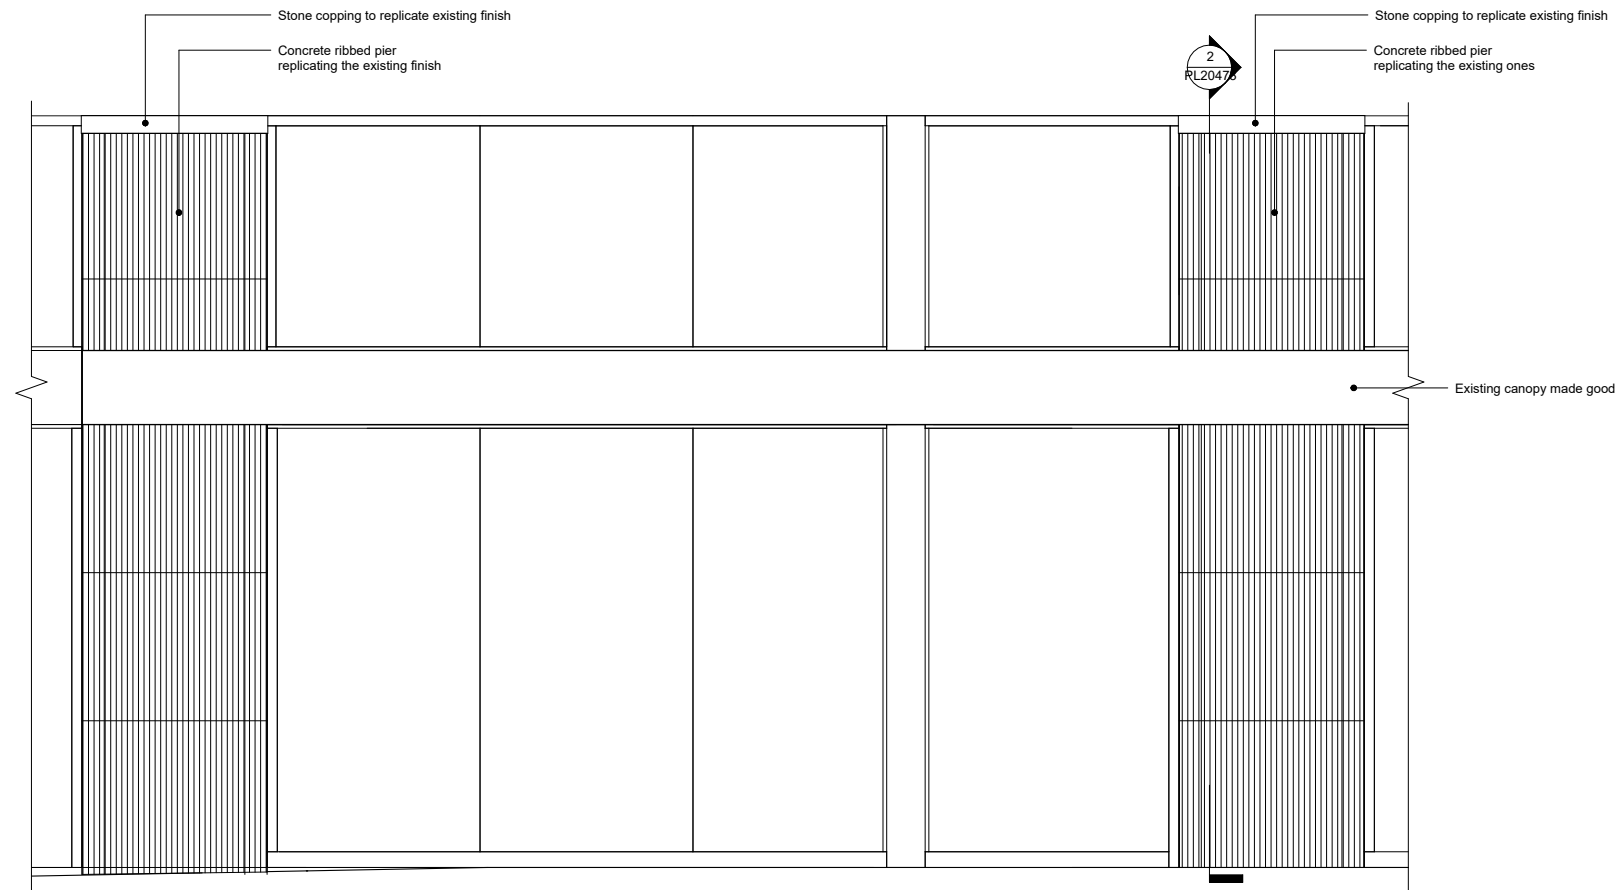 Stone copping to replicate existing finish
Concrete ribbed pier
replicating the existing finish
Stone copping to replicate existing finish
Concrete ribbed pier
replicating the existing ones
2
PL20475
Existing canopy made good